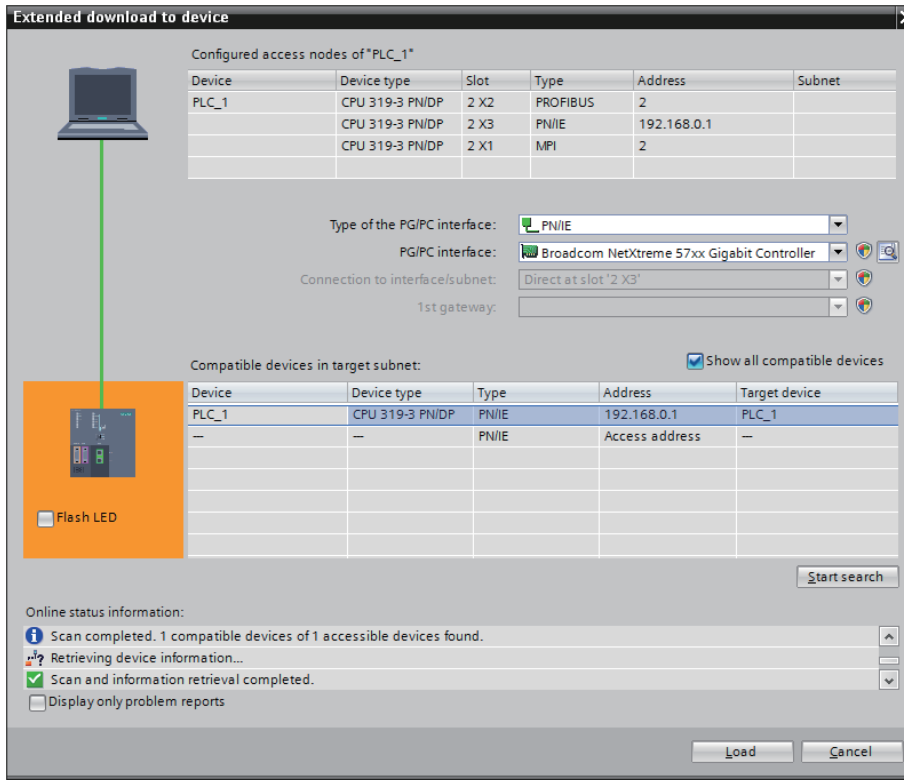 Extended download to device
Configured access nodes of "PLC_1"
Device Device type Slot Type Address Subnet
PLC_1 CPU 319-3 PN/DP 2 X2 PROFIBUS 2
CPU 319-3 PN/DP 2 X3 PN/IE 192.168.0.1
CPU 319-3 PN/DP 2 X1 MPI 2
Type of the PG/PC interface: PN/IE
PG/PC interface: Broadcom NetXtreme 57xx Gigabit Controller
Connection to interface/subnet: Direct at slot '2 X3'
1st gateway:
Compatible devices in target subnet: Show all compatible devices
Device Device type Type Address Target device
PLC_1 CPU 319-3 PN/DP PN/IE 192.168.0.1 PLC_1
— — PN/IE Access address —
Flash LED
Start search
Online status information:
Scan completed. 1 compatible devices of 1 accessible devices found.
Retrieving device information...
Scan and information retrieval completed.
Display only problem reports
Load Cancel